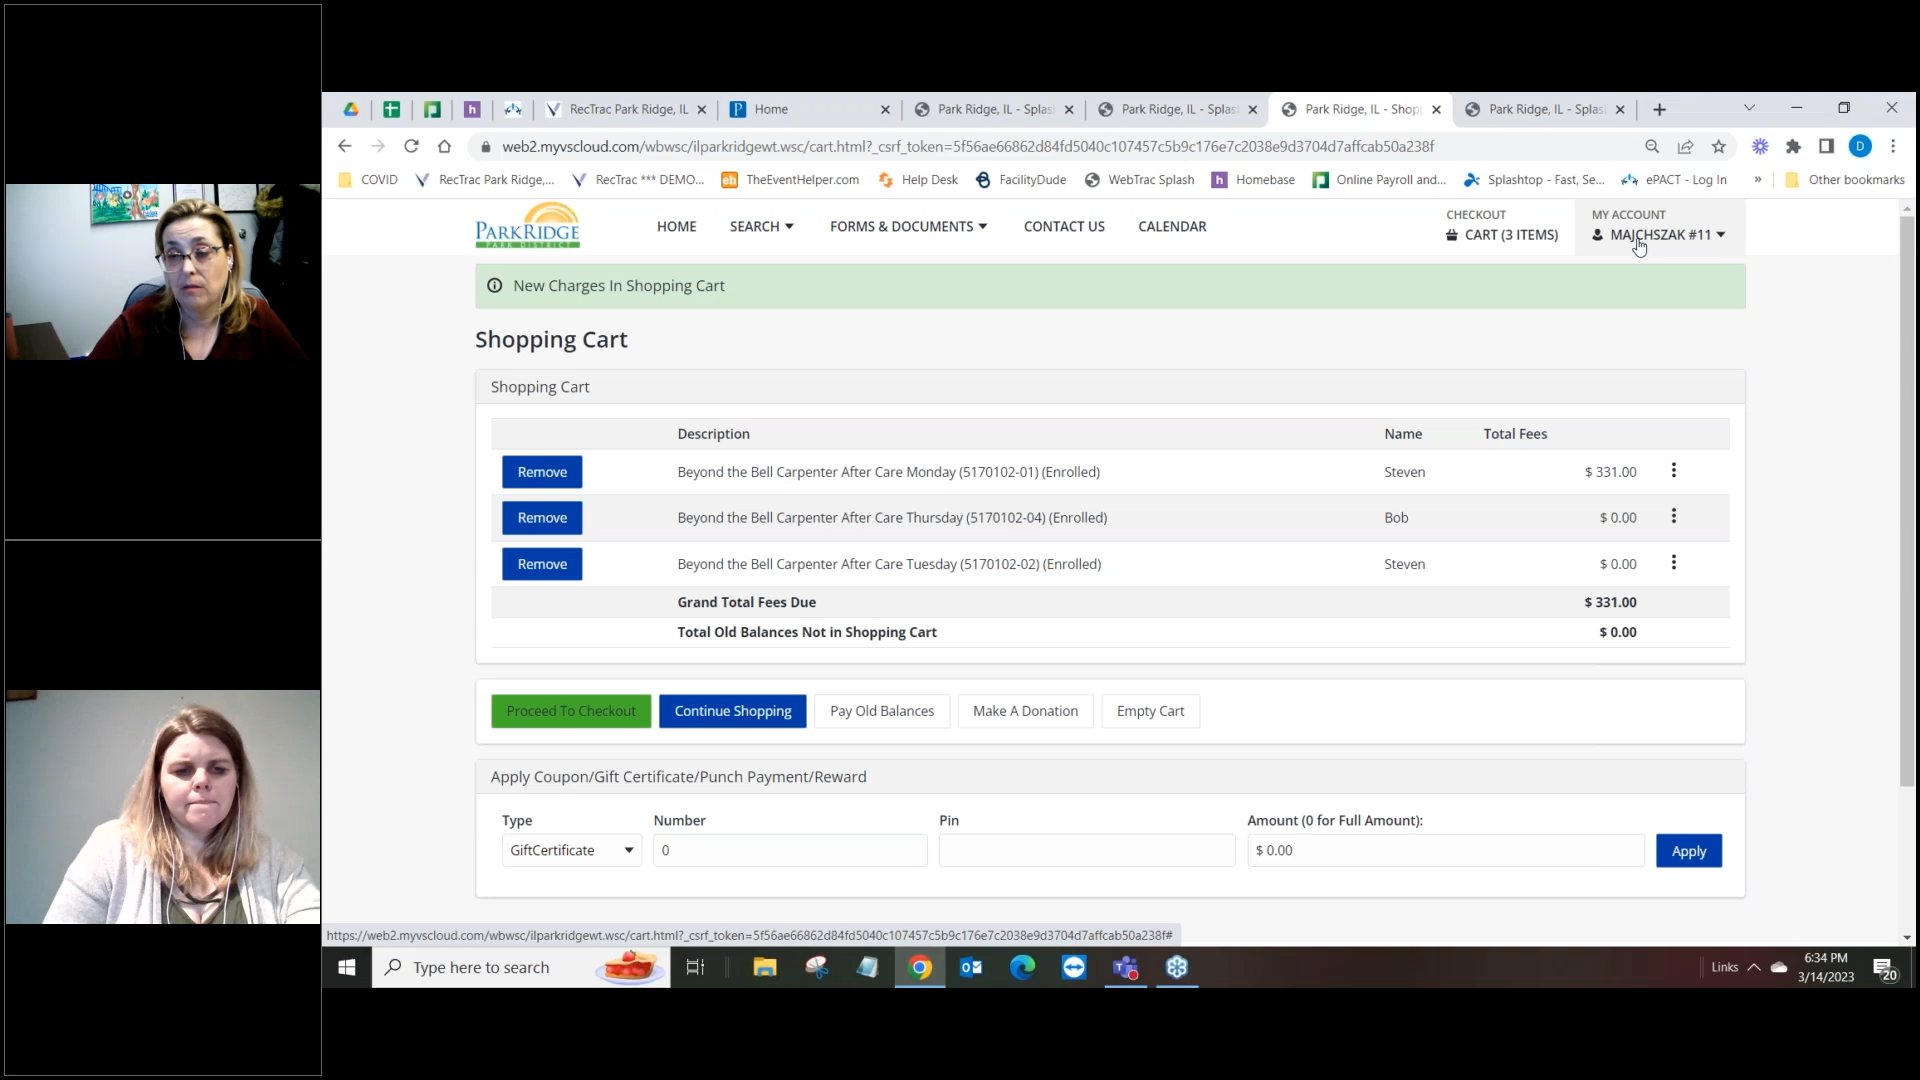 RecTrac Park Ridge, IL
Home
Park Ridge, IL - Splas
Park Ridge, IL - Splas
Park Ridge, IL - Shop
Park Ridge, IL - Splas
web2.myvscloud.com/wbwsc/ilparkridgewt.wsc/cart.html?_csrf_token=5f56ae66862d84fd5040c107457c5b9c176e7c2038e9d3704d7affcab50a238f
D
COVID
RecTrac Park Ridge,...
RecTrac *** DEMO...
TheEventHelper.com
Help Desk
FacilityDude
WebTrac Splash
Homebase
Online Payroll and...
Splashtop - Fast, Se...
ePACT - Log In
»
Other bookmarks
PARKRIDGE
PARK DISTRICT
HOME
SEARCH
FORMS & DOCUMENTS
CONTACT US
CALENDAR
CHECKOUT
CART (3 ITEMS)
MY ACCOUNT
MAJCHSZAK #11
New Charges In Shopping Cart
Shopping Cart
Shopping Cart
Description Name Total Fees
Remove Beyond the Bell Carpenter After Care Monday (5170102-01) (Enrolled) Steven $ 331.00
Remove Beyond the Bell Carpenter After Care Thursday (5170102-04) (Enrolled) Bob $ 0.00
Remove Beyond the Bell Carpenter After Care Tuesday (5170102-02) (Enrolled) Steven $ 0.00
Grand Total Fees Due $ 331.00
Total Old Balances Not in Shopping Cart $ 0.00
Proceed To Checkout Continue Shopping Pay Old Balances Make A Donation Empty Cart
Apply Coupon/Gift Certificate/Punch Payment/Reward
Type Number Pin Amount (0 for Full Amount):
GiftCertificate 0 $ 0.00 Apply
https://web2.myvscloud.com/wbwsc/ilparkridgewt.wsc/cart.html?_csrf_token=5f56ae66862d84fd5040c107457c5b9c176e7c2038e9d3704d7affcab50a238f#
Type here to search
Links
6:34 PM
3/14/2023
20